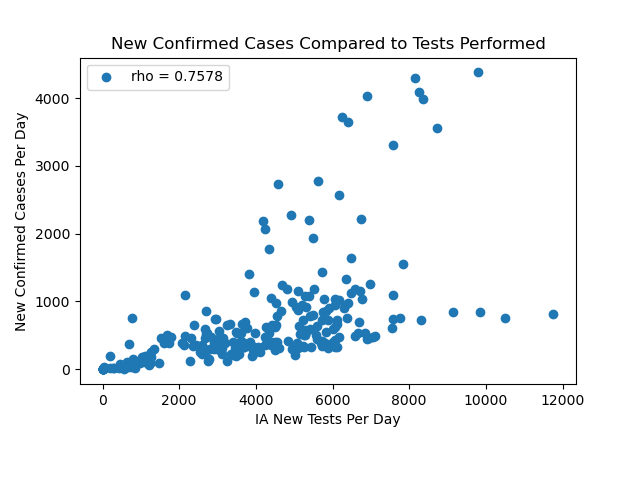 New Confirmed Cases Compared to Tests Performed
rho = 0.7578
New Confirmed Caeses Per Day
4000
3000
2000
1000
0
0 2000 4000 6000 8000 10000 12000
IA New Tests Per Day